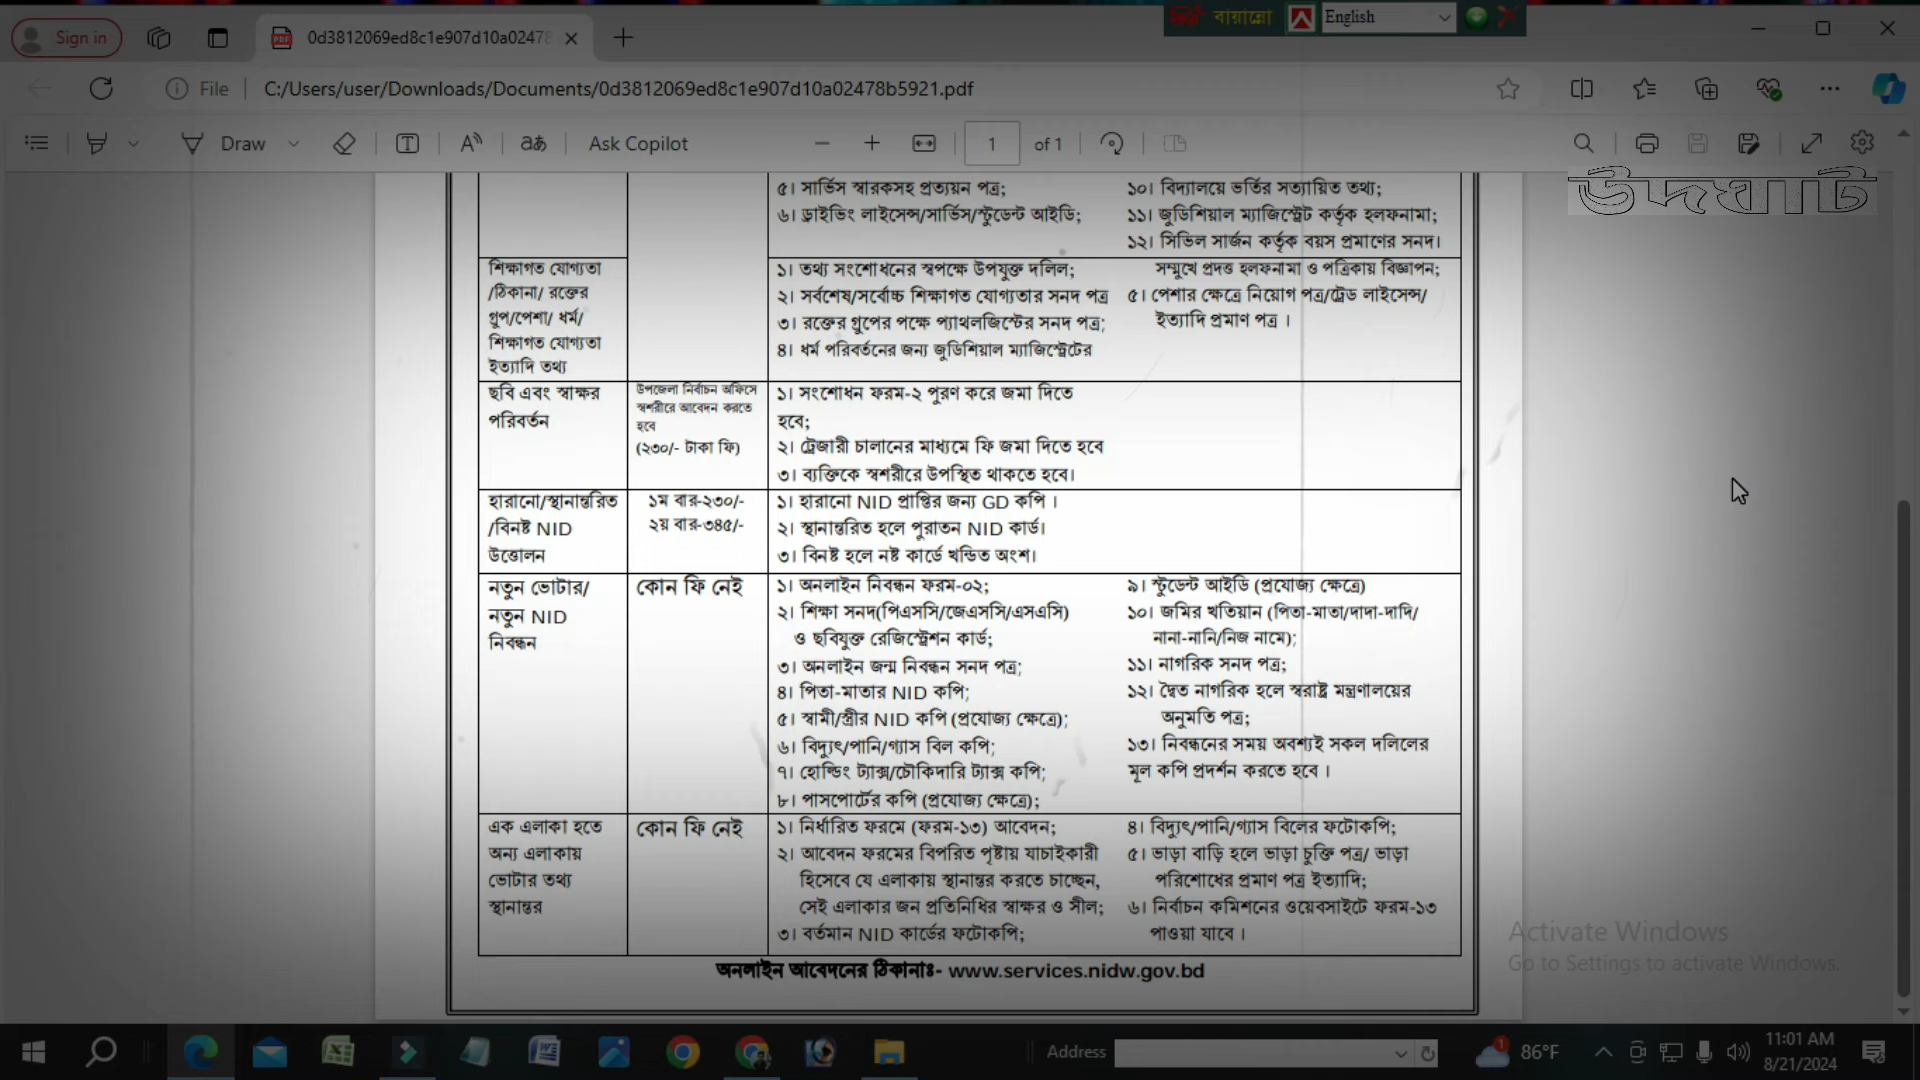 বায়ান্নো English
Sign in
0d3812069ed8c1e907d10a02478
File C:/Users/user/Downloads/Documents/0d3812069ed8c1e907d10a02478b5921.pdf
Draw
Ask Copilot
1 of 1
উদঘাট
৫। সার্ভিস স্বারকসহ প্রত্যয়ন পত্র;
৬। ড্রাইভিং লাইসেন্স/সার্ভিস/স্টুডেন্ট আইডি;
১০। বিদ্যালয়ে ভর্তির সত্যায়িত তথ্য;
১১। জুডিশিয়াল ম্যাজিস্ট্রেট কর্তৃক হলফনামা;
১২। সিভিল সার্জন কর্তৃক বয়স প্রমাণের সনদ।
শিক্ষাগত যোগ্যতা
/ঠিকানা/ রক্তের
গ্রুপ/পেশা/ ধর্ম/
শিক্ষাগত যোগ্যতা
ইত্যাদি তথ্য
১। তথ্য সংশোধনের স্বপক্ষে উপযুক্ত দলিল;
২। সর্বশেষ/সর্বোচ্চ শিক্ষাগত যোগ্যতার সনদ পত্র
৩। রক্তের গ্রুপের পক্ষে প্যাথলজিস্টের সনদ পত্র;
৪। ধর্ম পরিবর্তনের জন্য জুডিশিয়াল ম্যাজিস্ট্রেটের
সম্মুখে প্রদত্ত হলফনামা ও পত্রিকায় বিজ্ঞাপন;
৫। পেশার ক্ষেত্রে নিয়োগ পত্র/ট্রেড লাইসেন্স/
ইত্যাদি প্রমাণ পত্র ।
ছবি এবং স্বাক্ষর
পরিবর্তন
উপজেলা নির্বাচন অফিসে
স্বশরীরে আবেদন করতে
হবে
(২৩০/- টাকা ফি)
১। সংশোধন ফরম-২ পুরণ করে জমা দিতে
হবে;
২। ট্রেজারী চালানের মাধ্যমে ফি জমা দিতে হবে
৩। ব্যক্তিকে স্বশরীরে উপস্থিত থাকতে হবে।
হারানো/স্থানান্তরিত
/বিনষ্ট NID
উত্তোলন
১ম বার-২৩০/-
২য় বার-৩৪৫/-
১। হারানো NID প্রাপ্তির জন্য GD কপি ।
২। স্থানান্তরিত হলে পুরাতন NID কার্ড।
৩। বিনষ্ট হলে নষ্ট কার্ডে খন্ডিত অংশ।
নতুন ভোটার/
নতুন NID
নিবন্ধন
কোন ফি নেই
১। অনলাইন নিবন্ধন ফরম-০২;
২। শিক্ষা সনদ(পিএসসি/জেএসসি/এসএসি)
ও ছবিযুক্ত রেজিস্ট্রেশন কার্ড;
৩। অনলাইন জন্ম নিবন্ধন সনদ পত্র;
৪। পিতা-মাতার NID কপি;
৫। স্বামী/স্ত্রীর NID কপি (প্রযোজ্য ক্ষেত্রে);
৬। বিদ্যুৎ/পানি/গ্যাস বিল কপি;
৭। হোল্ডিং ট্যাক্স/চৌকিদারি ট্যাক্স কপি;
৮। পাসপোর্টের কপি (প্রযোজ্য ক্ষেত্রে);
৯। স্টুডেন্ট আইডি (প্রযোজ্য ক্ষেত্রে)
১০। জমির খতিয়ান (পিতা-মাতা/দাদা-দাদি/
নানা-নানি/নিজ নামে);
১১। নাগরিক সনদ পত্র;
১২। দ্বৈত নাগরিক হলে স্বরাষ্ট্র মন্ত্রণালয়ের
অনুমতি পত্র;
১৩। নিবন্ধনের সময় অবশ্যই সকল দলিলের
মূল কপি প্রদর্শন করতে হবে ।
এক এলাকা হতে
অন্য এলাকায়
ভোটার তথ্য
স্থানান্তর
কোন ফি নেই
১। নির্ধারিত ফরমে (ফরম-১৩) আবেদন;
২। আবেদন ফরমের বিপরিত পৃষ্টায় যাচাইকারী
হিসেবে যে এলাকায় স্থানান্তর করতে চাচ্ছেন,
সেই এলাকার জন প্রতিনিধির স্বাক্ষর ও সীল;
৩। বর্তমান NID কার্ডের ফটোকপি;
৪। বিদ্যুৎ/পানি/গ্যাস বিলের ফটোকপি;
৫। ভাড়া বাড়ি হলে ভাড়া চুক্তি পত্র/ ভাড়া
পরিশোধের প্রমাণ পত্র ইত্যাদি;
৬। নির্বাচন কমিশনের ওয়েবসাইটে ফরম-১৩
পাওয়া যাবে ।
অনলাইন আবেদনের ঠিকানাঃ- www.services.nidw.gov.bd
Activate Windows
Go to Settings to activate Windows.
Address
86°F
11:01 AM
8/21/2024